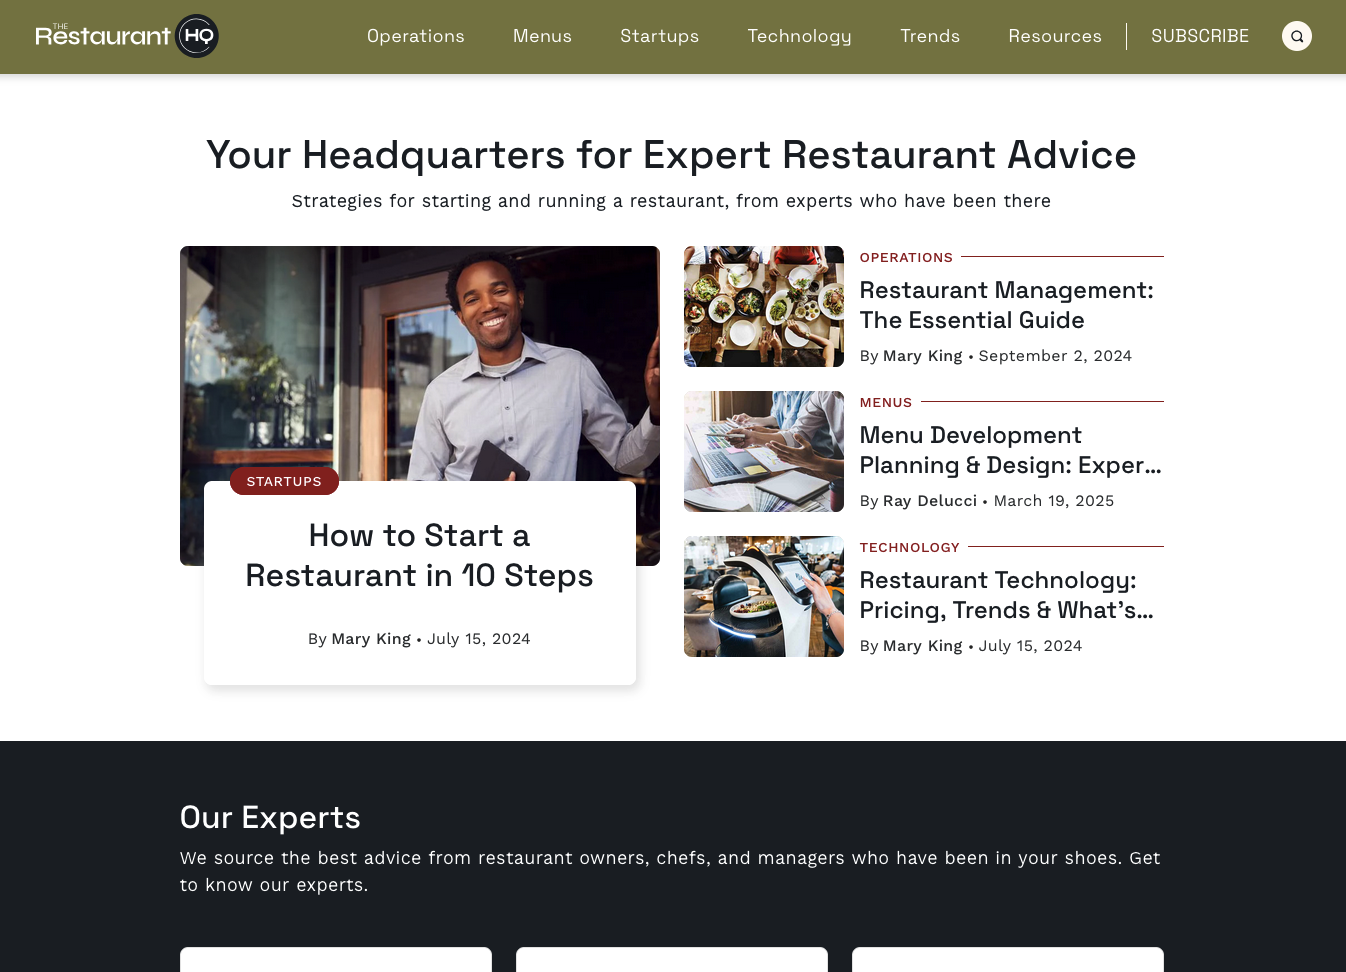 THE
Restaurant HQ
Operations
Menus
Startups
Technology
Trends
Resources
SUBSCRIBE
Your Headquarters for Expert Restaurant Advice
Strategies for starting and running a restaurant, from experts who have been there
STARTUPS
How to Start a
Restaurant in 10 Steps
By Mary King • July 15, 2024
OPERATIONS
Restaurant Management:
The Essential Guide
By Mary King • September 2, 2024
MENUS
Menu Development
Planning & Design: Exper...
By Ray Delucci • March 19, 2025
TECHNOLOGY
Restaurant Technology:
Pricing, Trends & What’s...
By Mary King • July 15, 2024
Our Experts
We source the best advice from restaurant owners, chefs, and managers who have been in your shoes. Get
to know our experts.